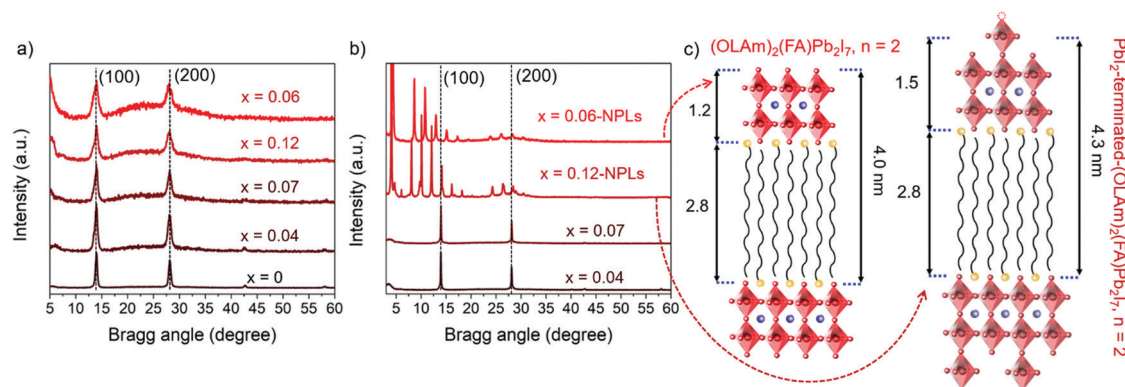 a)
Intensity (a.u.)
(100)
(200)
x = 0.06
x = 0.12
x = 0.07
x = 0.04
x = 0
5 10 15 20 25 30 35 40 45 50 55 60
Bragg angle (degree)
b)
Intensity (a.u.)
(100)
(200)
x = 0.06-NPLs
x = 0.12-NPLs
x = 0.07
x = 0.04
5 10 15 20 25 30 35 40 45 50 55 60
Bragg angle (degree)
c)
(OLAm)₂(FA)Pb₂I₇, n = 2
1.2
2.8
4.0 nm
1.5
2.8
4.3 nm
PbI₂-terminated-(OLAm)₂(FA)Pb₂I₇, n = 2